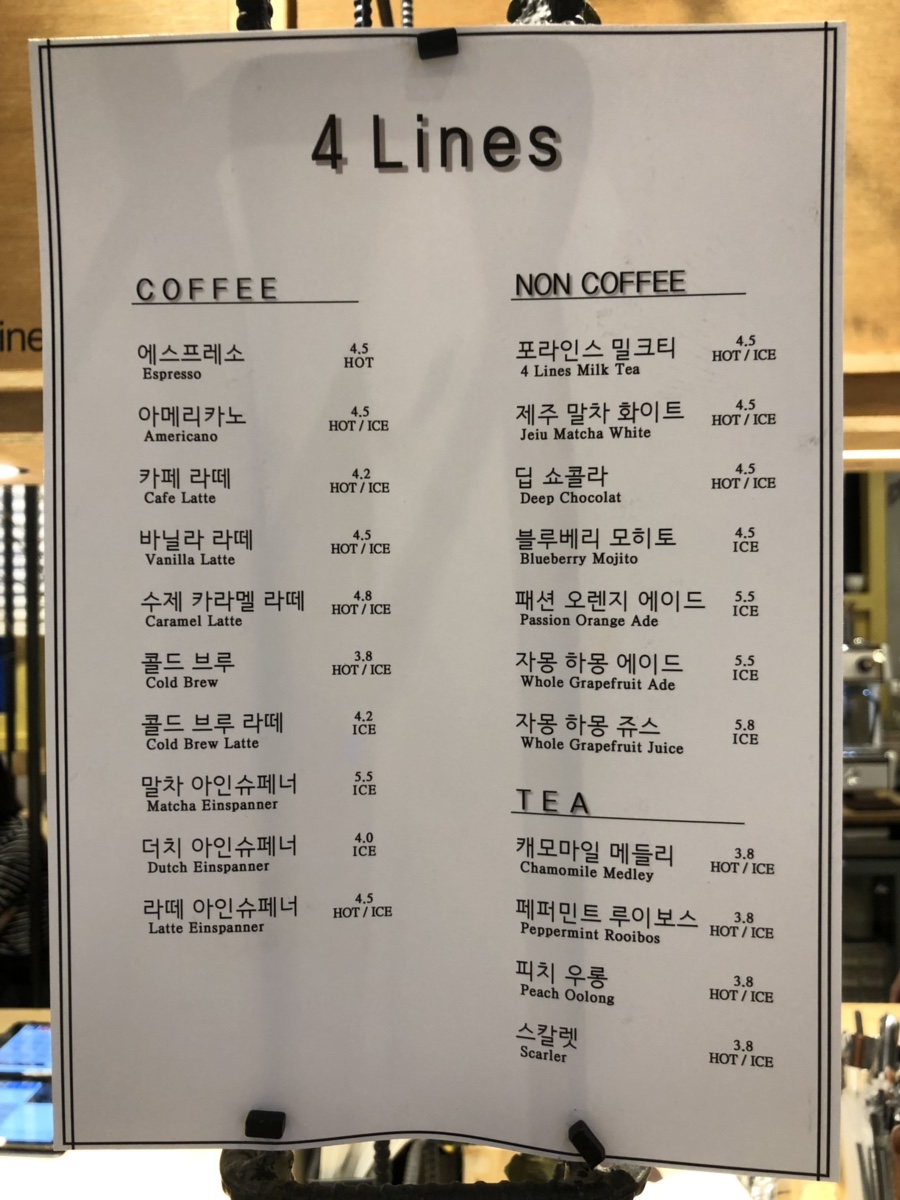 4 Lines
COFFEE
에스프레소 4.5
Espresso HOT
아메리카노 4.5
Americano HOT / ICE
카페 라떼 4.2
Cafe Latte HOT / ICE
바닐라 라떼 4.5
Vanilla Latte HOT / ICE
수제 카라멜 라떼 4.8
Caramel Latte HOT / ICE
콜드 브루 3.8
Cold Brew HOT / ICE
콜드 브루 라떼 4.2
Cold Brew Latte ICE
말차 아인슈페너 5.5
Matcha Einspanner ICE
더치 아인슈페너 4.0
Dutch Einspanner ICE
라떼 아인슈페너 4.5
Latte Einspanner HOT / ICE
NON COFFEE
포라인스 밀크티 4.5
4 Lines Milk Tea HOT / ICE
제주 말차 화이트 4.5
Jeiu Matcha White HOT / ICE
딥 쇼콜라 4.5
Deep Chocolat HOT / ICE
블루베리 모히토 4.5
Blueberry Mojito ICE
패션 오렌지 에이드 5.5
Passion Orange Ade ICE
자몽 하몽 에이드 5.5
Whole Grapefruit Ade ICE
자몽 하몽 쥬스 5.8
Whole Grapefruit Juice ICE
TEA
캐모마일 메들리 3.8
Chamomile Medley HOT / ICE
페퍼민트 루이보스 3.8
Peppermint Rooibos HOT / ICE
피치 우롱 3.8
Peach Oolong HOT / ICE
스칼렛 3.8
Scarler HOT / ICE